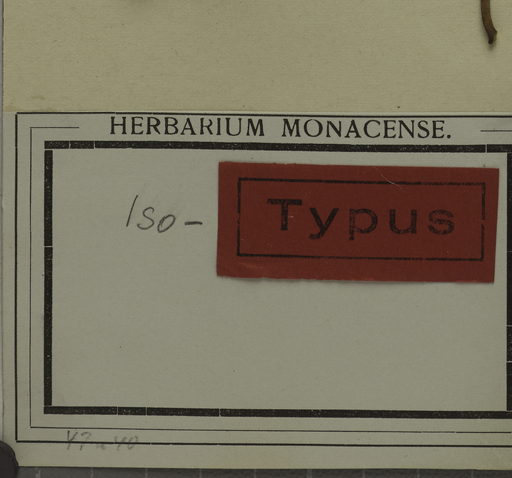 HERBARIUM MONACENSE.
Iso- Typus